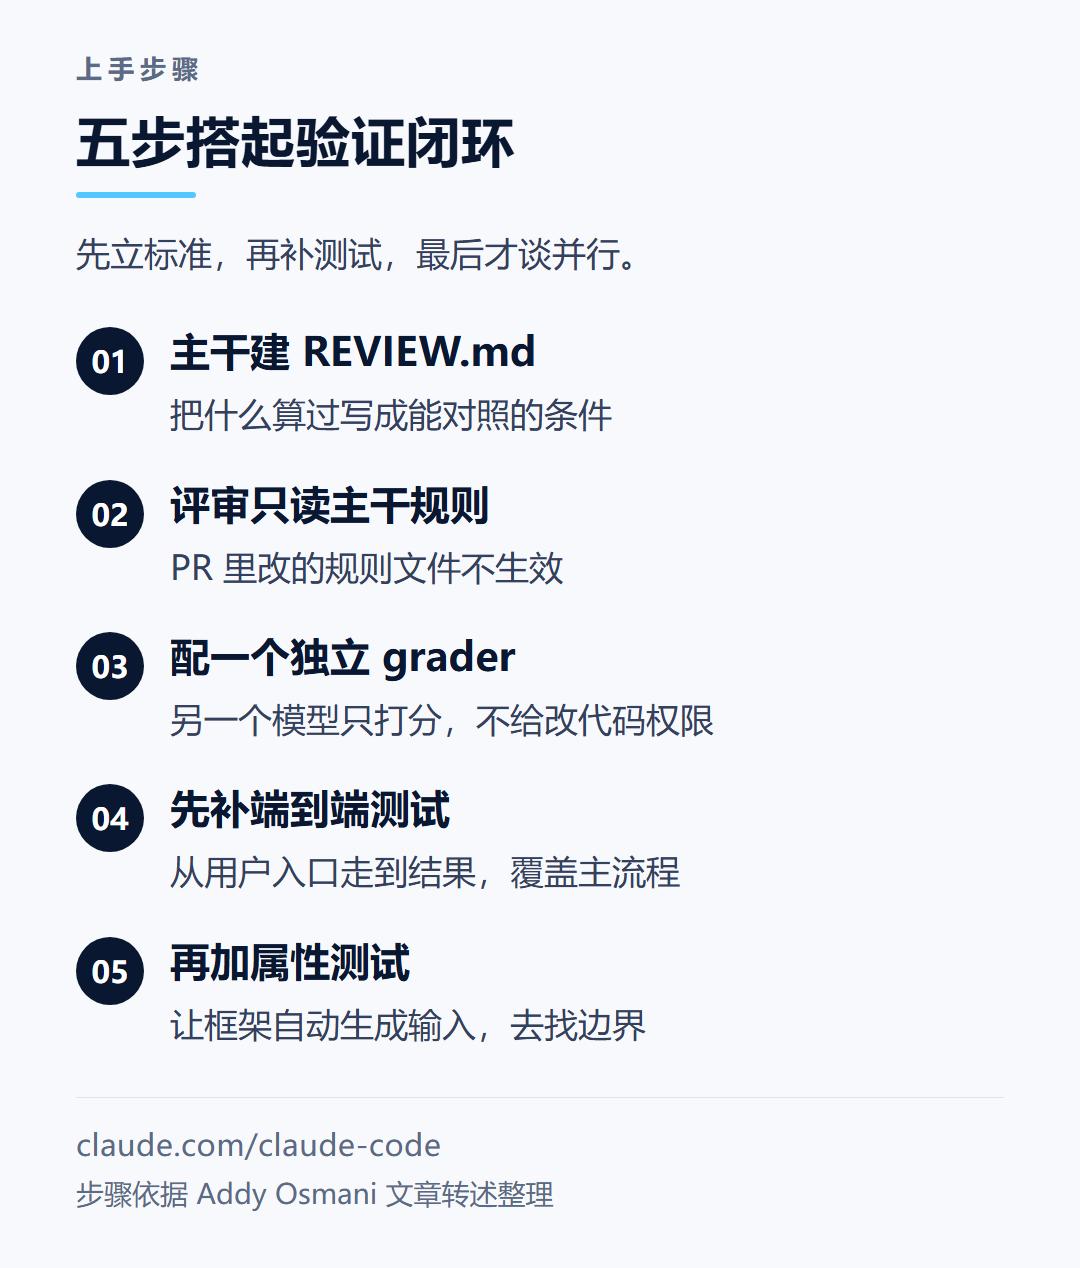 上手步骤
五步搭起验证闭环
先立标准，再补测试，最后才谈并行。
01 主干建 REVIEW.md
把什么算过写成能对照的条件
02 评审只读主干规则
PR 里改的规则文件不生效
03 配一个独立 grader
另一个模型只打分，不给改代码权限
04 先补端到端测试
从用户入口走到结果，覆盖主流程
05 再加属性测试
让框架自动生成输入，去找边界
claude.com/claude-code
步骤依据 Addy Osmani 文章转述整理